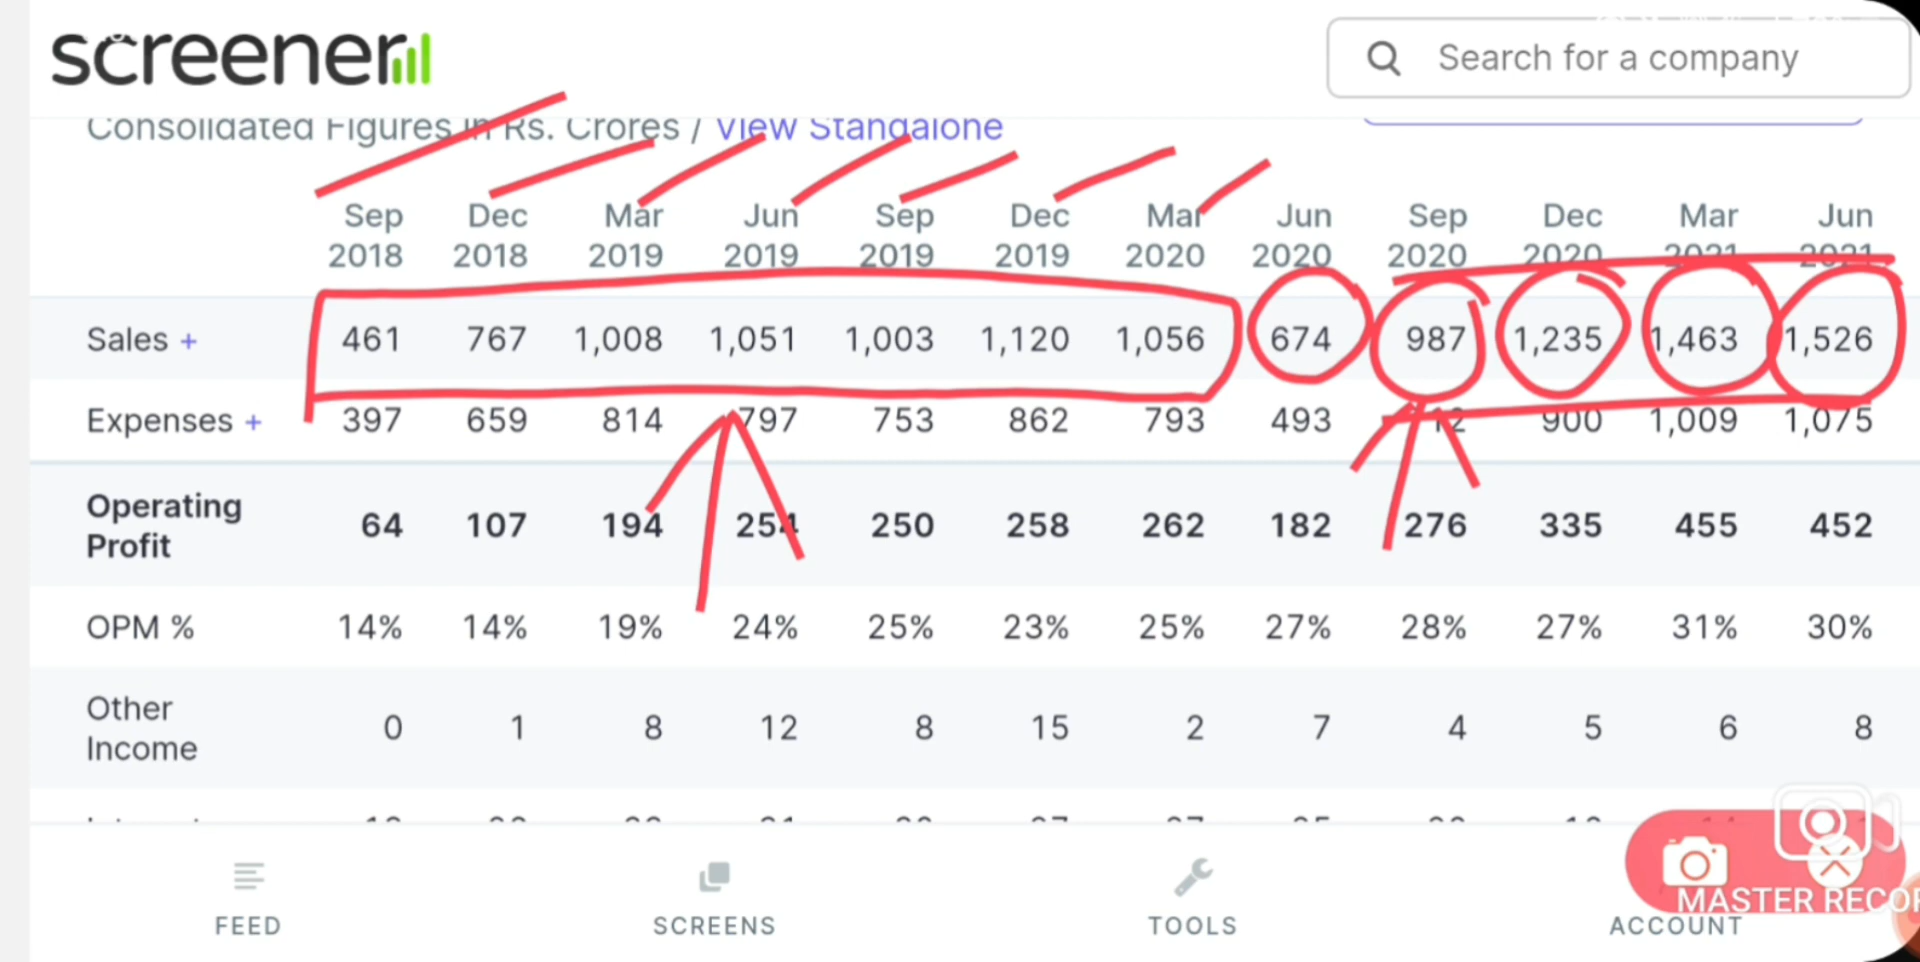 screener
Search for a company
Consolidated Figures in Rs. Crores / View Standalone
Sep 2018 Dec 2018 Mar 2019 Jun 2019 Sep 2019 Dec 2019 Mar 2020 Jun 2020 Sep 2020 Dec 2020 Mar 2021 Jun 2021
Sales + 461 767 1,008 1,051 1,003 1,120 1,056 674 987 1,235 1,463 1,526
Expenses + 397 659 814 797 753 862 793 493 900 1,009 1,075
Operating Profit 64 107 194 254 250 258 262 182 276 335 455 452
OPM % 14% 14% 19% 24% 25% 23% 25% 27% 28% 27% 31% 30%
Other Income 0 1 8 12 8 15 2 7 4 5 6 8
FEED SCREENS TOOLS ACCOUNT
MASTER